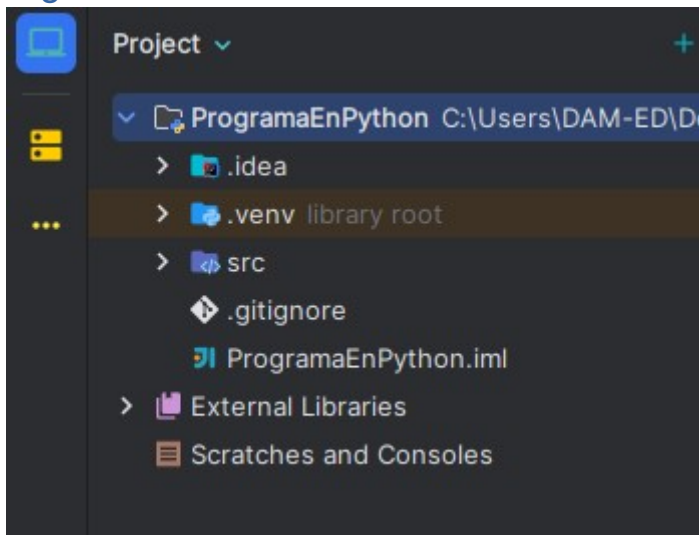 Project
ProgramaEnPython C:\Users\DAM-ED\D
.idea
.venv library root
src
.gitignore
ProgramaEnPython.iml
External Libraries
Scratches and Consoles